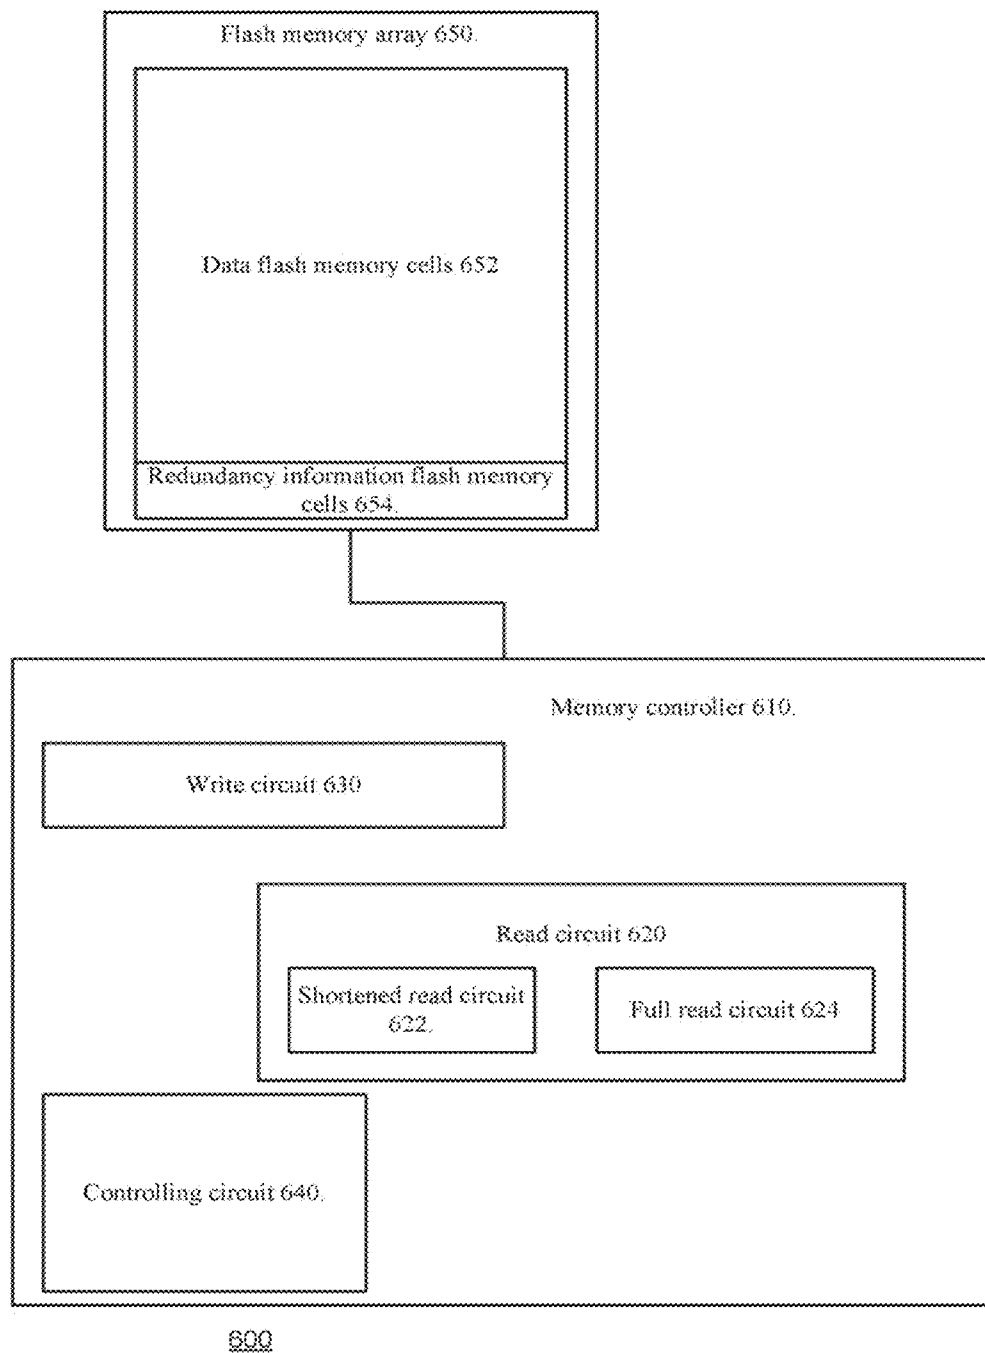 Flash memory array 650.
Data flash memory cells 652
Redundancy information flash memory
cells 654.
Memory controller 610.
Write circuit 630
Read circuit 620
Shortened read circuit
622.
Full read circuit 624
Controlling circuit 640.
600